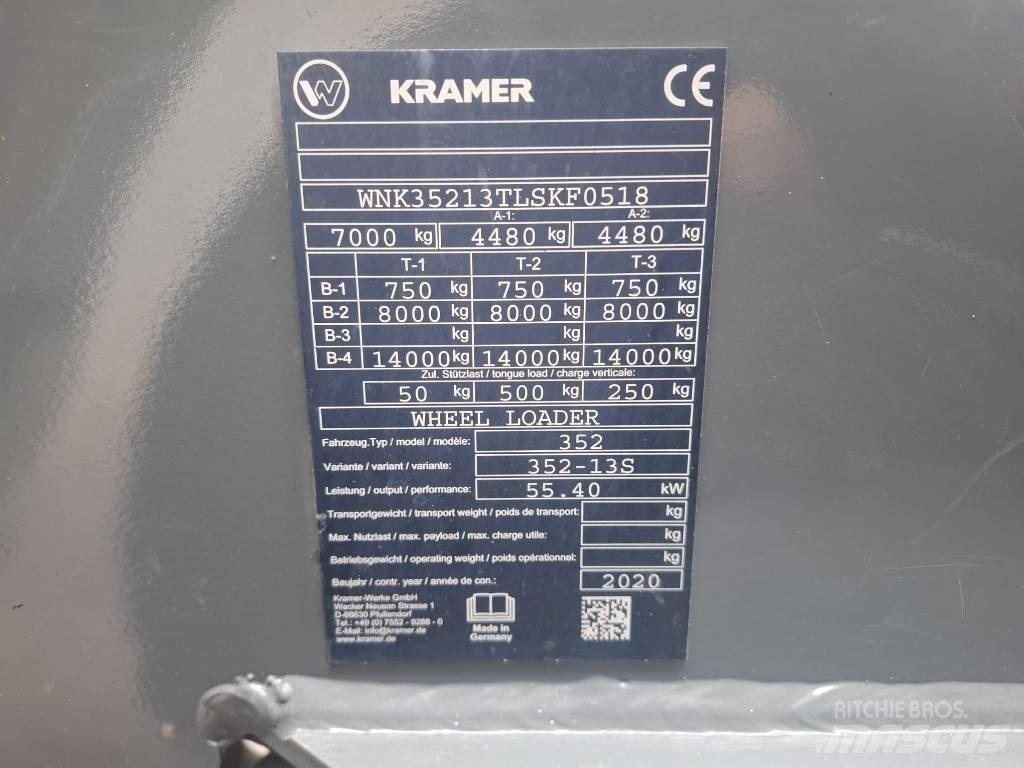 KRAMER CE
WNK35213TLSKF0518
A-1: A-2:
7000 kg 4480 kg 4480 kg
T-1 T-2 T-3
B-1 750 kg 750 kg 750 kg
B-2 8000 kg 8000 kg 8000 kg
B-3 kg kg kg
B-4 14000 kg 14000 kg 14000 kg
Zul. Stützlast / tongue load / charge verticale:
50 kg 500 kg 250 kg
WHEEL LOADER
Fahrzeug.Typ / model / modèle: 352
Variante / variant / variante: 352-13S
Leistung / output / performance: 55.40 kW
Transportgewicht / transport weight / poids de transport: kg
Max. Nutzlast / max. payload / max. charge utile: kg
Betriebsgewicht / operating weight / poids opérationnel: kg
Baujahr / contr. year / année de con.: 2020
Kramer-Werke GmbH
Wacker Neuson Strasse 1
D-88630 Pfullendorf
Tel.: +49 (0) 7552 - 9288 - 0
E-Mail: info@kramer.de
www.kramer.de
Made in
Germany
RITCHIE BROS.
mascus